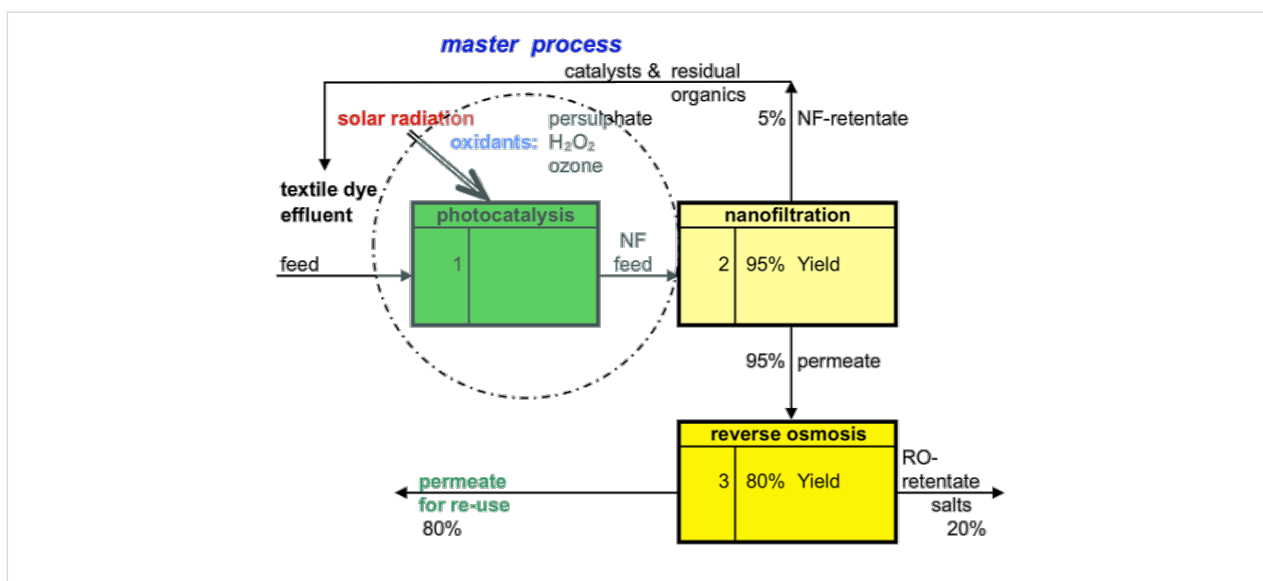 master process
catalysts & residual
organics
solar radiation
persulphate
oxidants: H₂O₂
ozone
5% NF-retentate
textile dye
effluent
photocatalysis
nanofiltration
feed
1
NF
feed
2 95% Yield
95% permeate
reverse osmosis
3 80% Yield
RO-
retentate
salts
20%
permeate
for re-use
80%